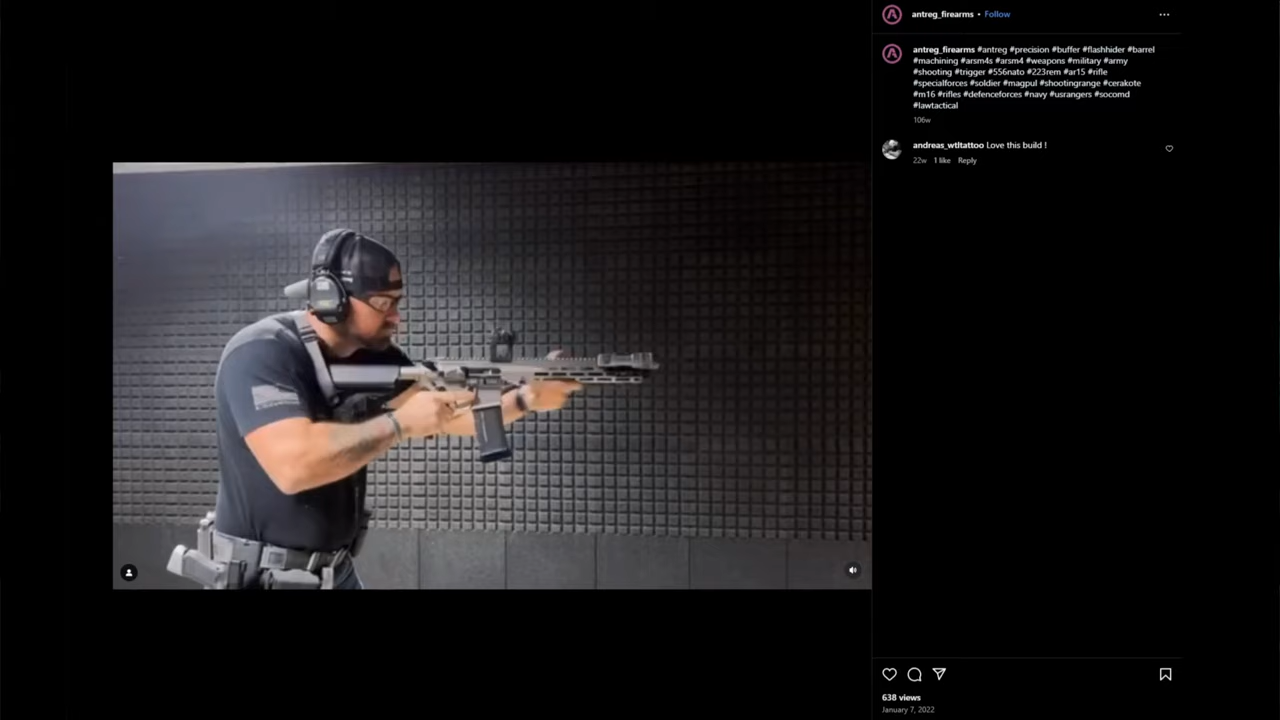 antreg_firearms • Follow
antreg_firearms #antreg #precision #buffer #flashhider #barrel
#machining #arsm4s #arsm4 #weapons #military #army
#shooting #trigger #556nato #223rem #ar15 #rifle
#specialforces #soldier #magpul #shootingrange #cerakote
#m16 #rifles #defenceforces #navy #usrangers #socomd
#lawtactical
106w
andreas_wtltattoo Love this build !
22w 1 like Reply
638 views
January 7, 2022